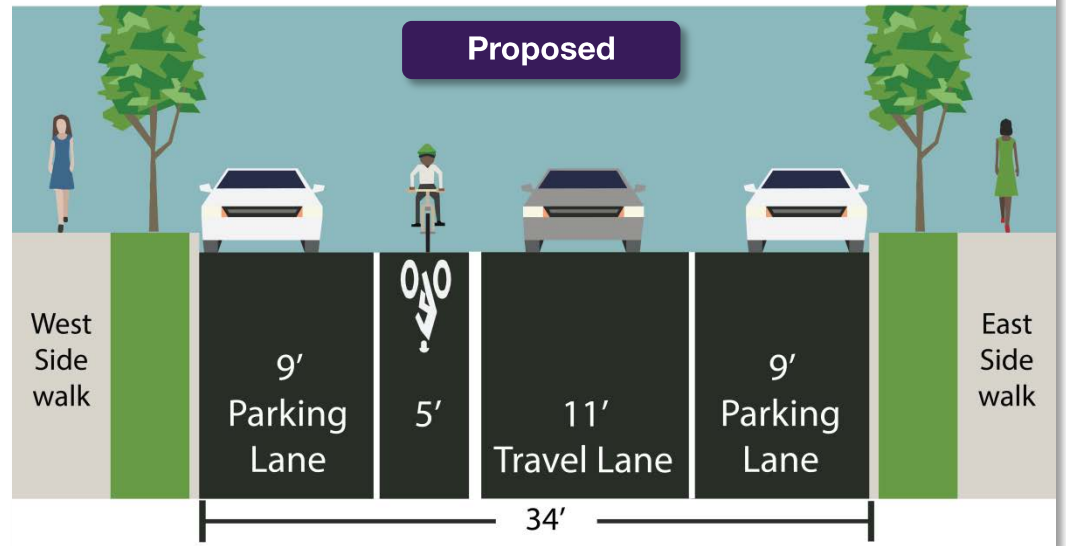 Proposed
West
Side
walk
9’
Parking
Lane
5’
11’
Travel Lane
9’
Parking
Lane
East
Side
walk
34’